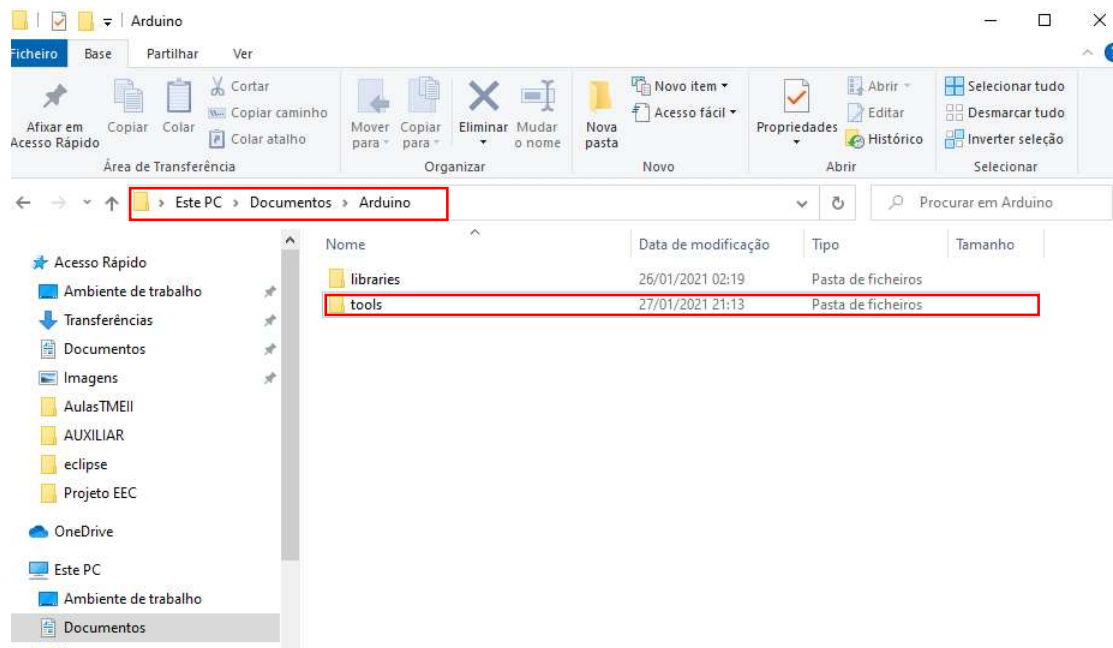 Arduino
Ficheiro Base Partilhar Ver
Afixar em Acesso Rápido
Copiar
Colar
Cortar
Copiar caminho
Colar atalho
Área de Transferência
Mover para
Copiar para
Eliminar
Mudar o nome
Organizar
Nova pasta
Novo item
Acesso fácil
Novo
Propriedades
Abrir
Editar
Histórico
Abrir
Selecionar tudo
Desmarcar tudo
Inverter seleção
Selecionar
Este PC > Documentos > Arduino
Procurar em Arduino
Nome Data de modificação Tipo Tamanho
libraries 26/01/2021 02:19 Pasta de ficheiros
tools 27/01/2021 21:13 Pasta de ficheiros
Acesso Rápido
Ambiente de trabalho
Transferências
Documentos
Imagens
AulasTMEII
AUXILIAR
eclipse
Projeto EEC
OneDrive
Este PC
Ambiente de trabalho
Documentos